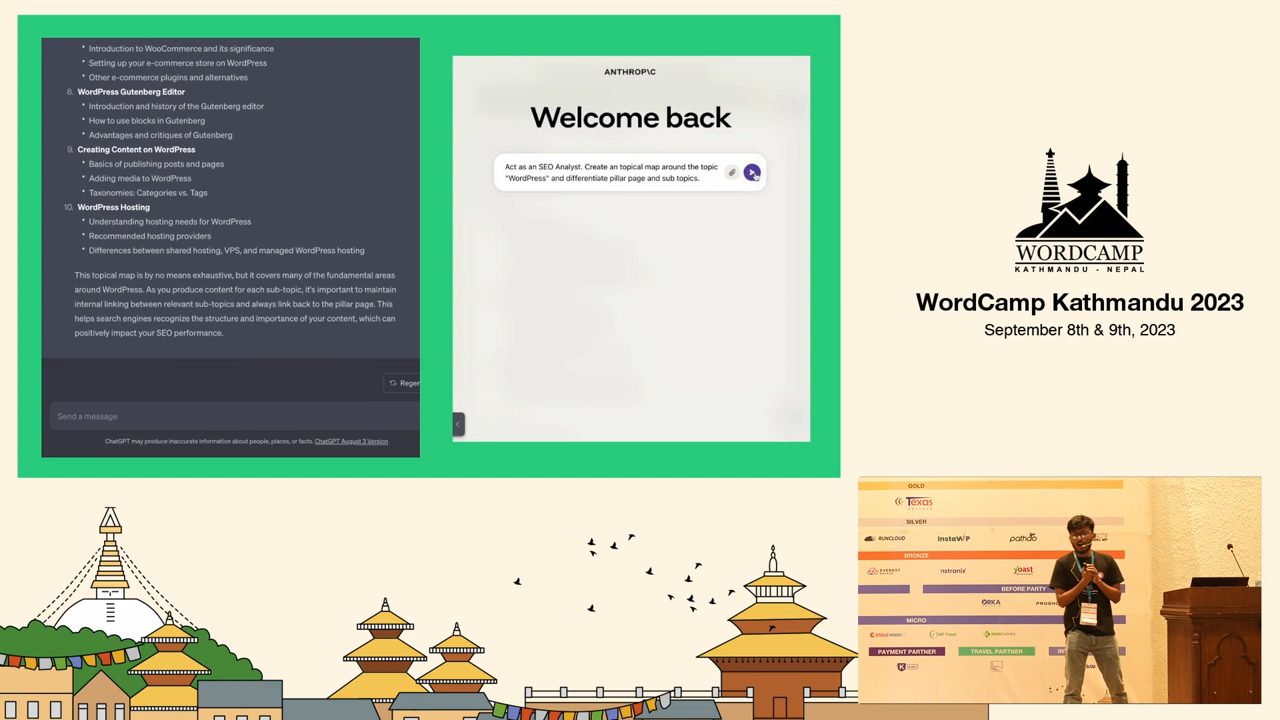 • Introduction to WooCommerce and its significance
• Setting up your e-commerce store on WordPress
• Other e-commerce plugins and alternatives
8. WordPress Gutenberg Editor
• Introduction and history of the Gutenberg editor
• How to use blocks in Gutenberg
• Advantages and critiques of Gutenberg
9. Creating Content on WordPress
• Basics of publishing posts and pages
• Adding media to WordPress
• Taxonomies: Categories vs. Tags
10. WordPress Hosting
• Understanding hosting needs for WordPress
• Recommended hosting providers
• Differences between shared hosting, VPS, and managed WordPress hosting
This topical map is by no means exhaustive, but it covers many of the fundamental areas
around WordPress. As you produce content for each sub-topic, it's important to maintain
internal linking between relevant sub-topics and always link back to the pillar page. This
helps search engines recognize the structure and importance of your content, which can
positively impact your SEO performance.
Regen
Send a message
ChatGPT may produce inaccurate information about people, places, or facts. ChatGPT August 3 Version
ANTHROP\C
Welcome back
Act as an SEO Analyst. Create an topical map around the topic
"WordPress" and differentiate pillar page and sub topics.
WORDCAMP
KATHMANDU - NEPAL
WordCamp Kathmandu 2023
September 8th & 9th, 2023
GOLD
Texas
SILVER
RUNCLOUD InstaWP pathao
BRONZE
EVEREST nstranix yoast
BEFORE PARTY
ORKA
MICRO
EAGLEVISION WP Travel
PAYMENT PARTNER TRAVEL PARTNER